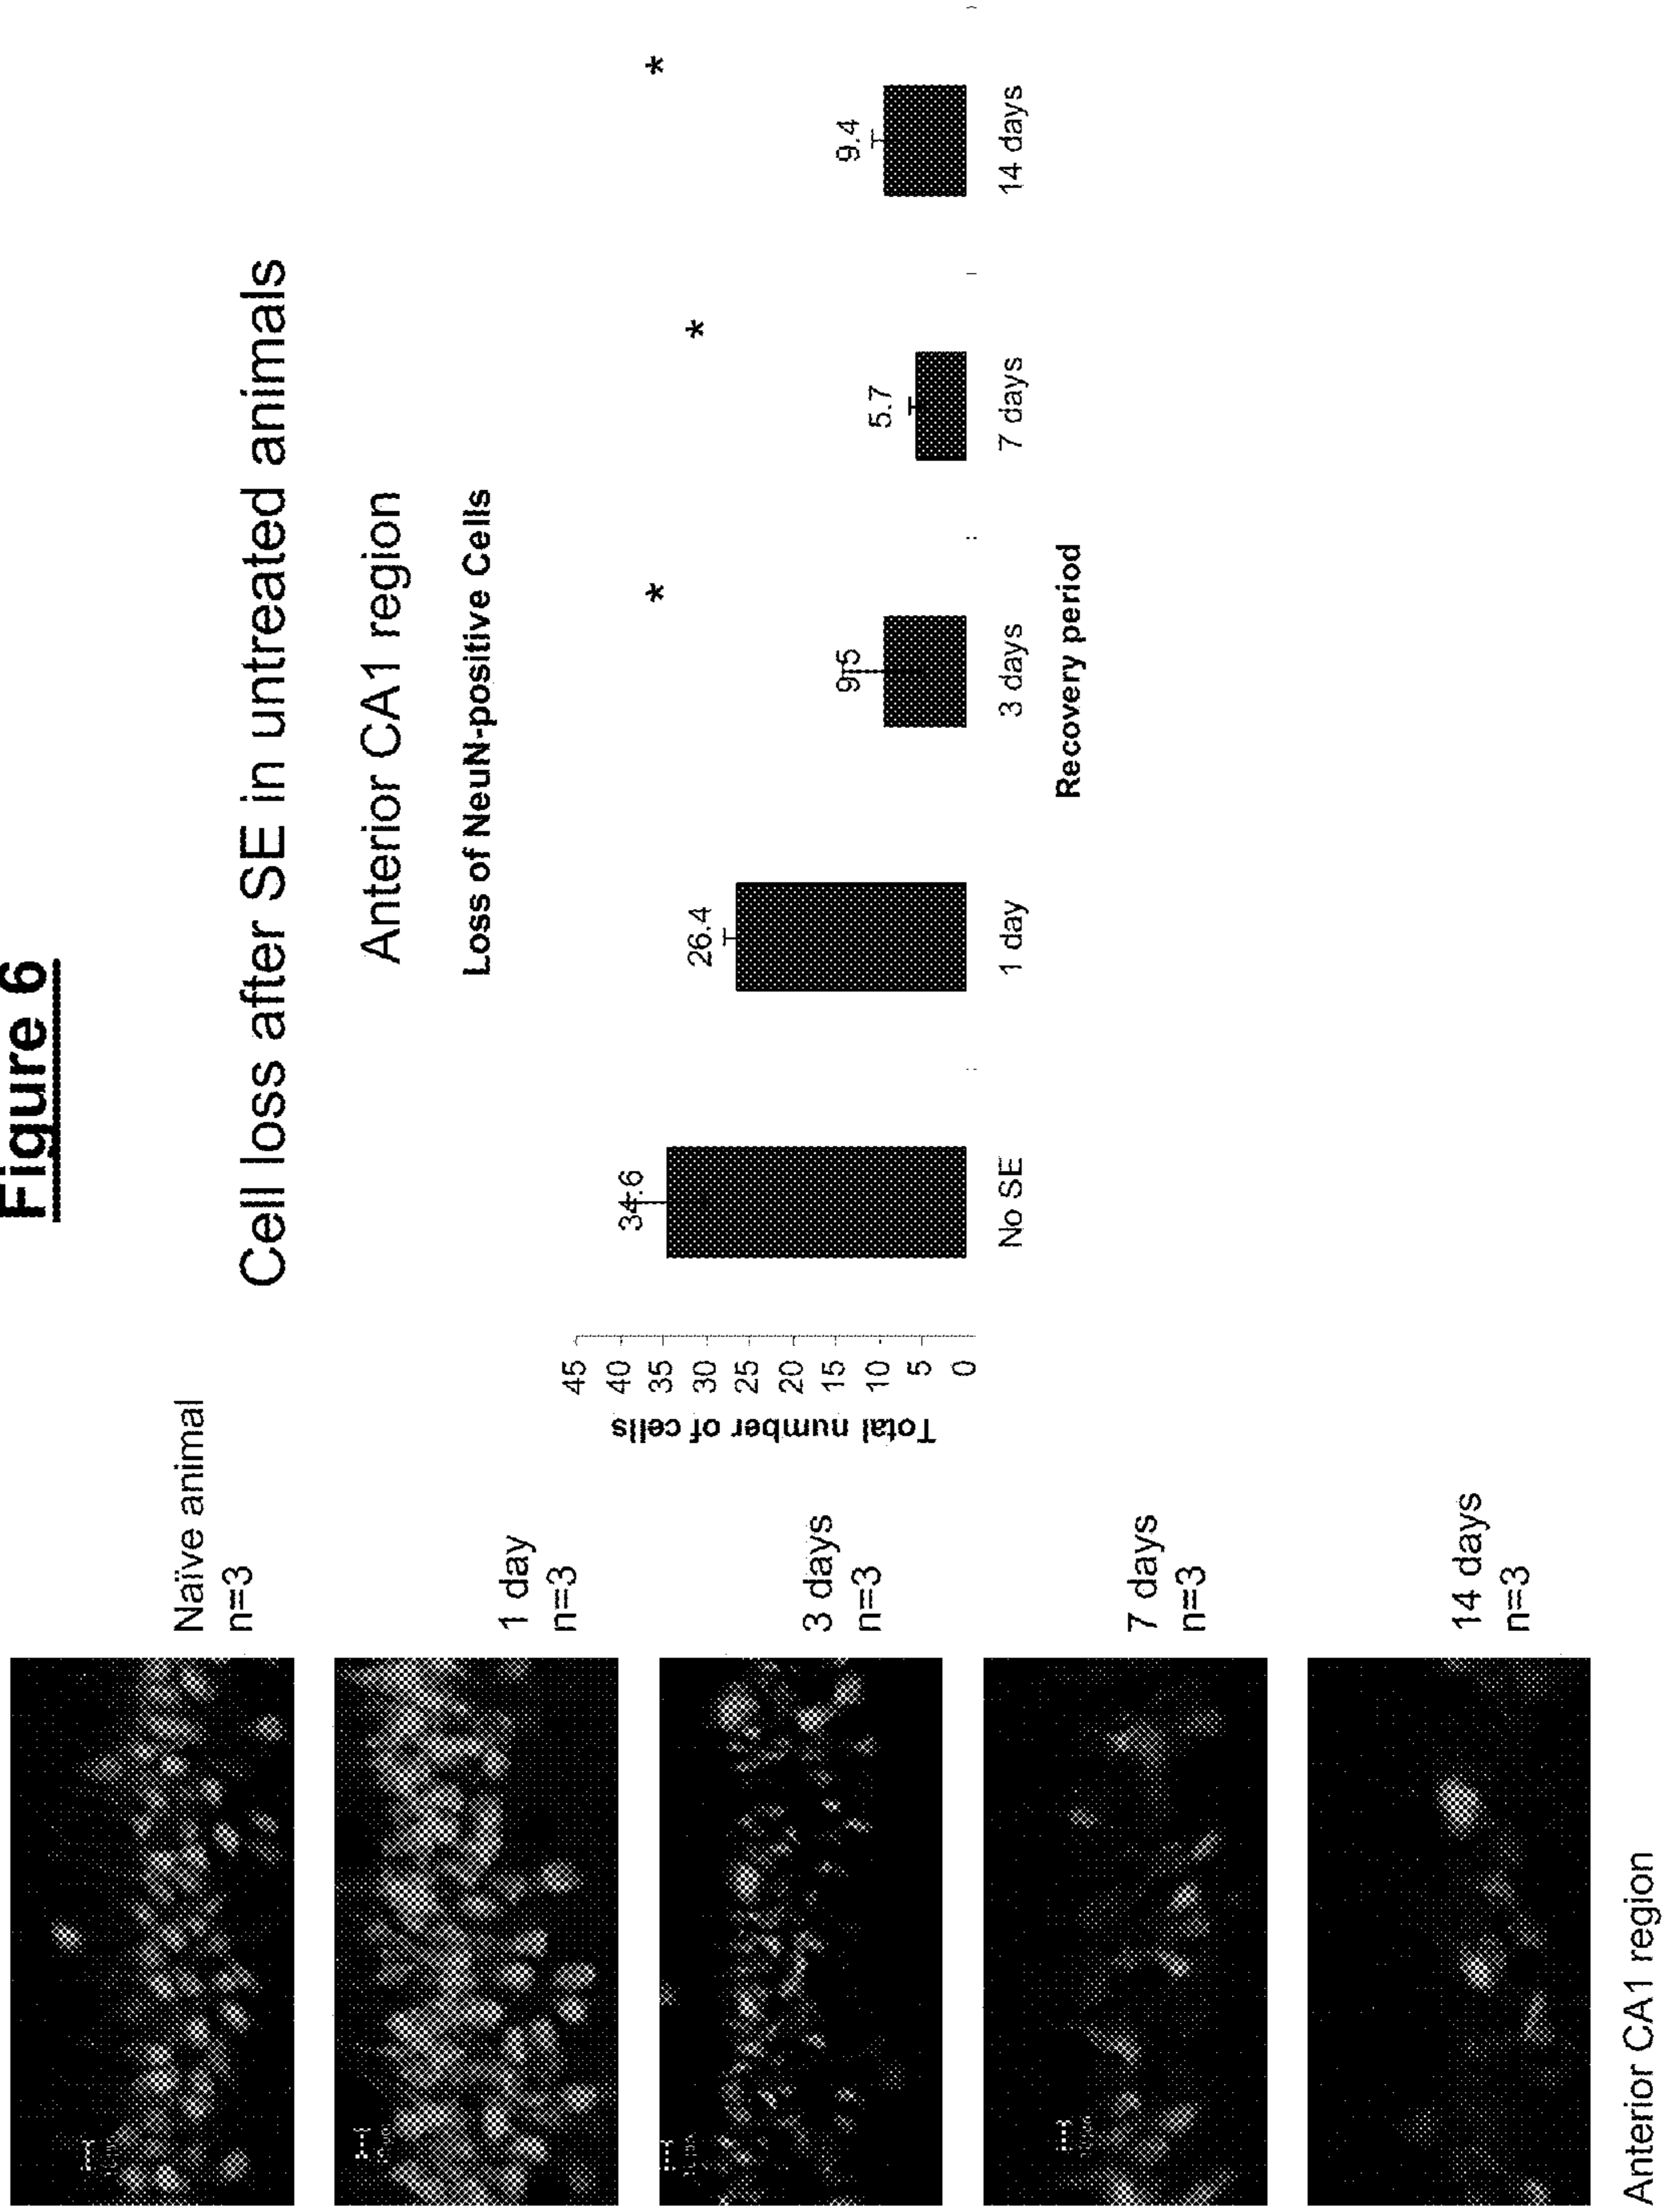 Figure 6
Cell loss after SE in untreated animals
Anterior CA1 region
Loss of NeuN-positive Cells
Naïve animal
n=3
1 day
n=3
3 days
n=3
7 days
n=3
14 days
n=3
Anterior CA1 region
Total number of cells
45
40
35
30
25
20
15
10
5
0
34.6
26.4
9.5
5.7
9.4
*
*
*
No SE
1 day
3 days
7 days
14 days
Recovery period